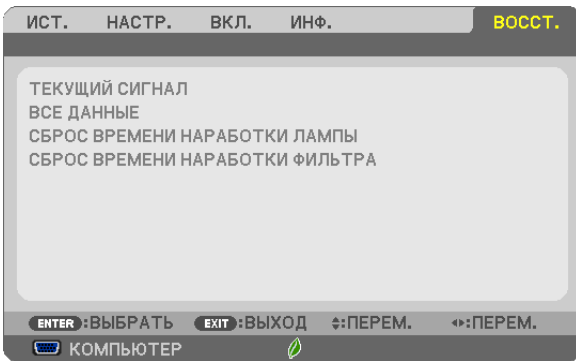 ИСТ. НАСТР. ВКЛ. ИНФ. ВОССТ.
ТЕКУЩИЙ СИГНАЛ
ВСЕ ДАННЫЕ
СБРОС ВРЕМЕНИ НАРАБОТКИ ЛАМПЫ
СБРОС ВРЕМЕНИ НАРАБОТКИ ФИЛЬТРА
ENTER :ВЫБРАТЬ EXIT :ВЫХОД :ПЕРЕМ. :ПЕРЕМ.
КОМПЬЮТЕР